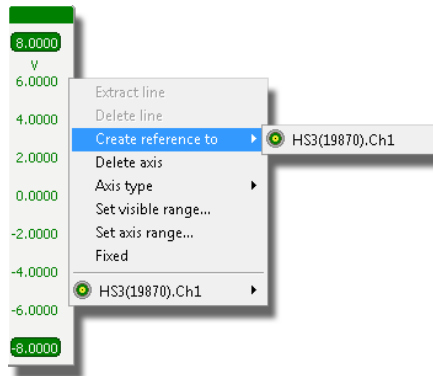 8.0000
V
6.0000
4.0000
2.0000
0.0000
-2.0000
-4.0000
-6.0000
-8.0000
Extract line
Delete line
Create reference to
Delete axis
Axis type
Set visible range...
Set axis range...
Fixed
HS3(19870).Ch1
HS3(19870).Ch1